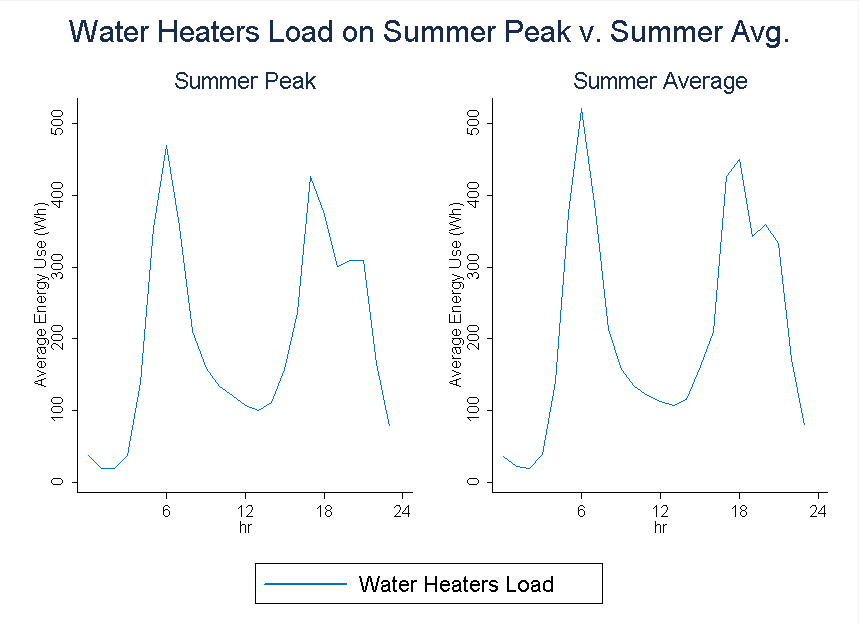 Water Heaters Load on Summer Peak v. Summer Avg.
Summer Peak
Average Energy Use (Wh)
500
400
300
200
100
0
6 12 18 24
hr
Summer Average
Average Energy Use (Wh)
500
400
300
200
100
0
6 12 18 24
hr
Water Heaters Load